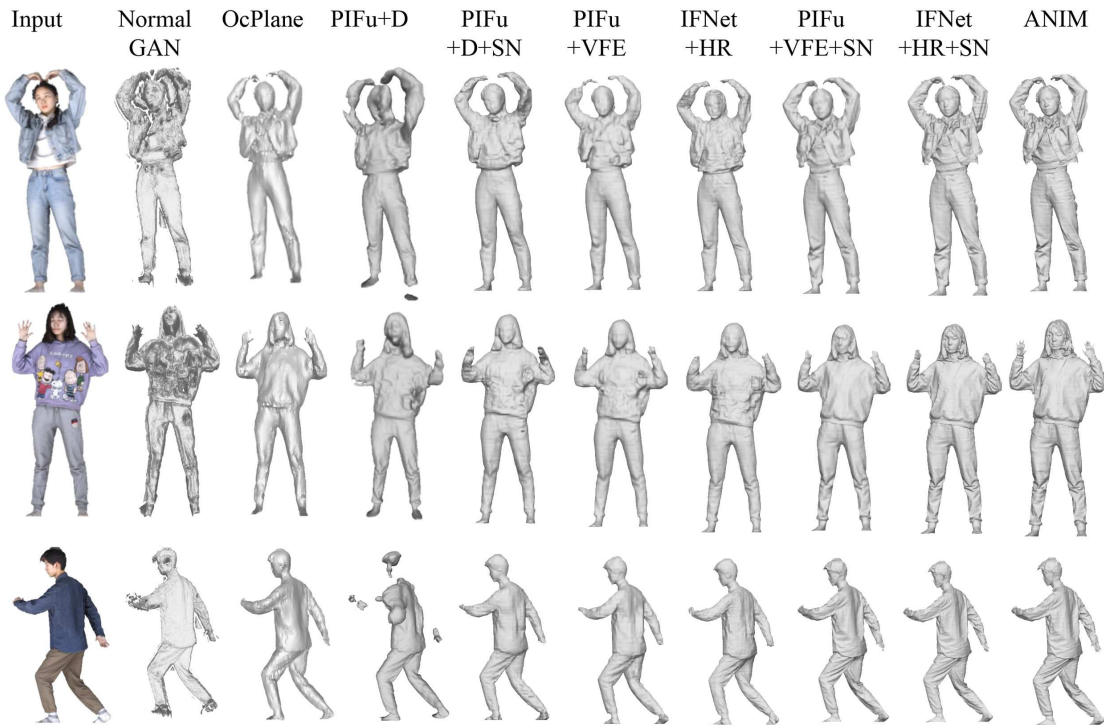 Input Normal OcPlane PIFu+D PIFu PIFu IFNet PIFu IFNet ANIM
GAN +D+SN +VFE +HR +VFE+SN +HR+SN